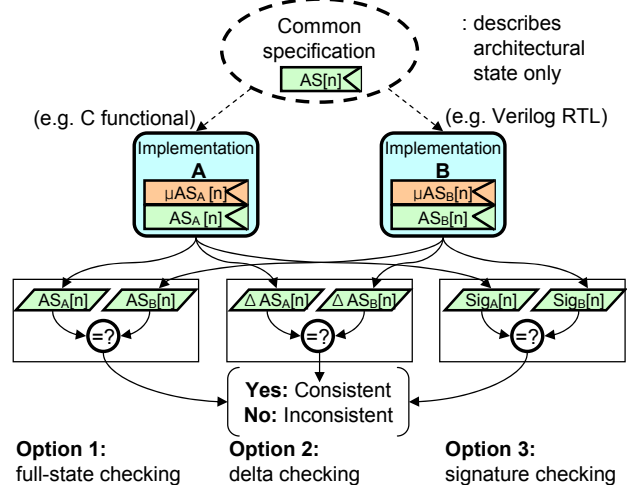 Common
specification
AS[n]
: describes
architectural
state only
(e.g. C functional)
(e.g. Verilog RTL)
Implementation
A
μAS_A [n]
AS_A [n]
Implementation
B
μAS_B[n]
AS_B[n]
AS_A[n] AS_B[n]
=?
Δ AS_A[n] Δ AS_B[n]
=?
Sig_A[n] Sig_B[n]
=?
Yes: Consistent
No: Inconsistent
Option 1:
full-state checking
Option 2:
delta checking
Option 3:
signature checking